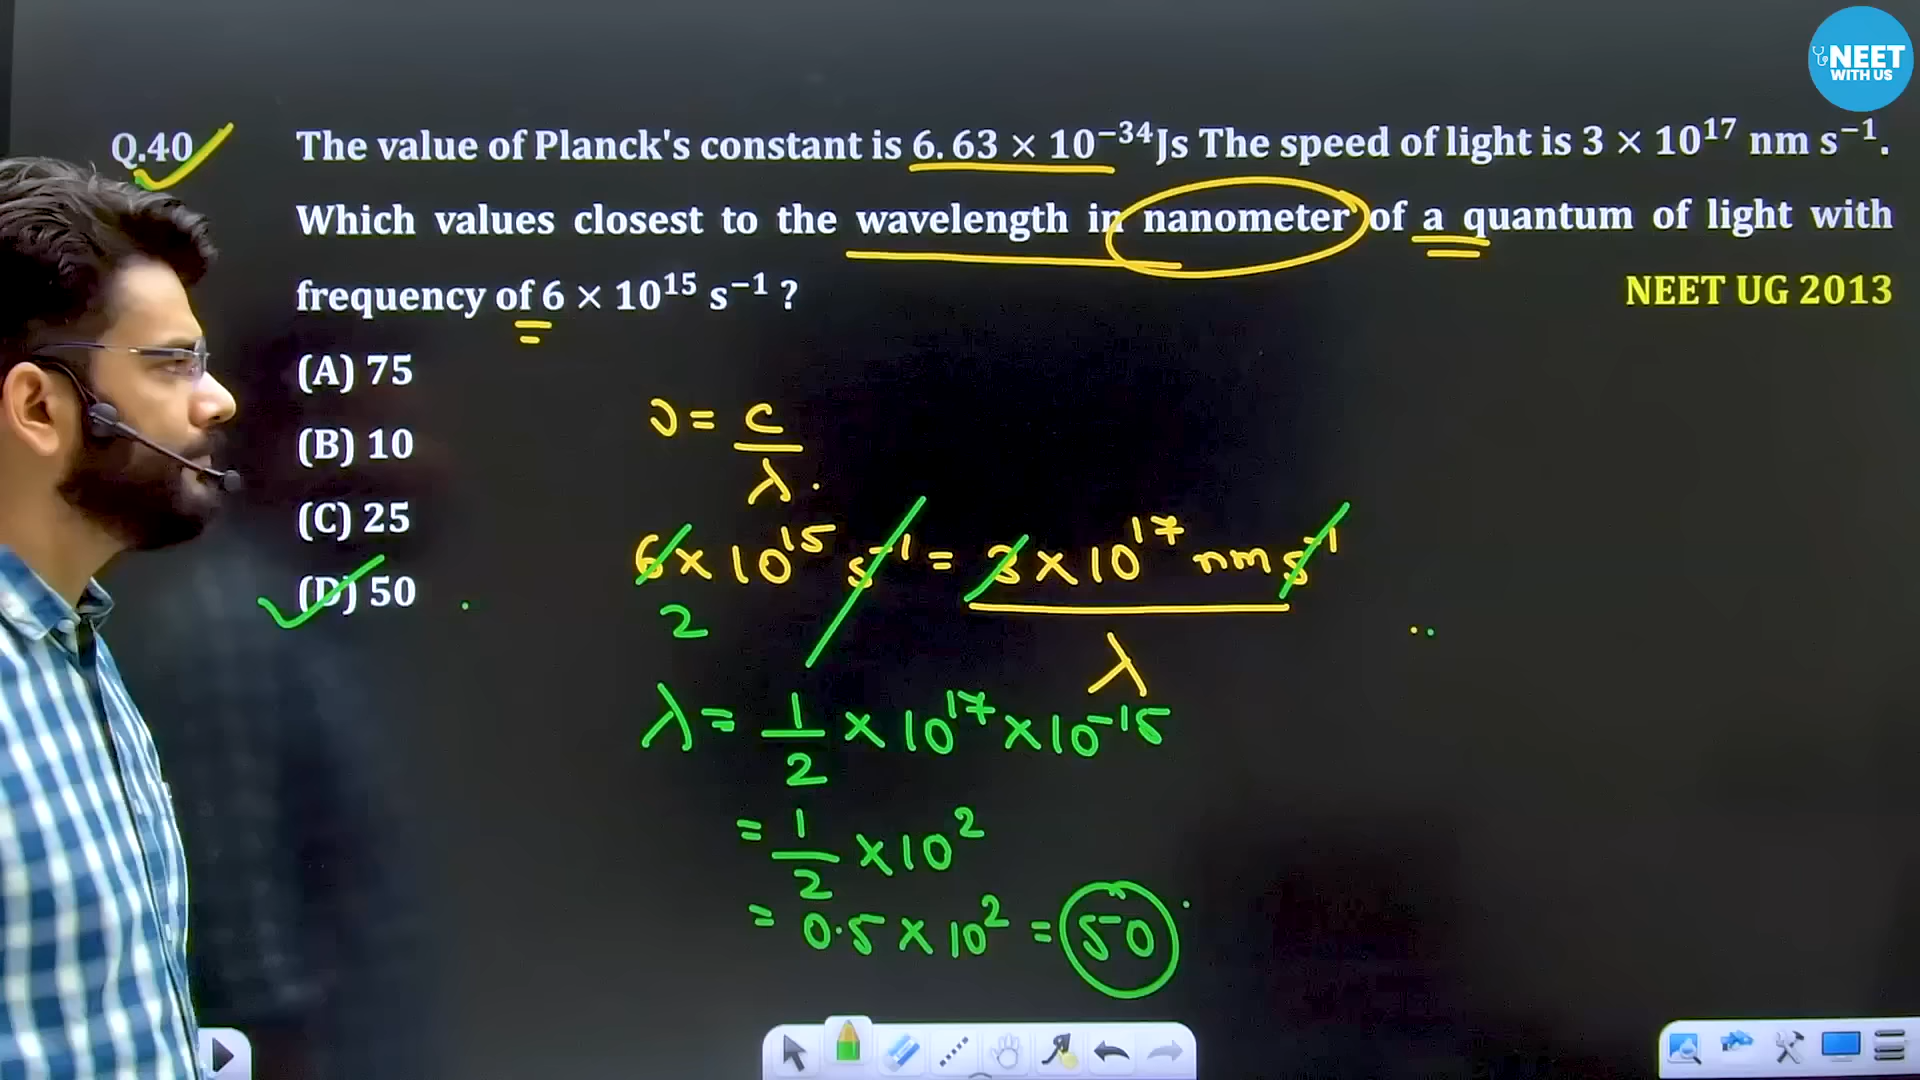 NEET
WITH US
Q.40 The value of Planck's constant is 6.63 × 10⁻³⁴Js The speed of light is 3 × 10¹⁷ nm s⁻¹.
Which values closest to the wavelength in nanometer of a quantum of light with
frequency of 6 × 10¹⁵ s⁻¹ ?
NEET UG 2013
(A) 75
(B) 10
(C) 25
(D) 50
ν = c/λ
6 × 10¹⁵ s⁻¹ = 3 × 10¹⁷ nm s⁻¹ / λ
2
λ = 1/2 × 10¹⁷ × 10⁻¹⁵
= 1/2 × 10²
= 0.5 × 10² = 50